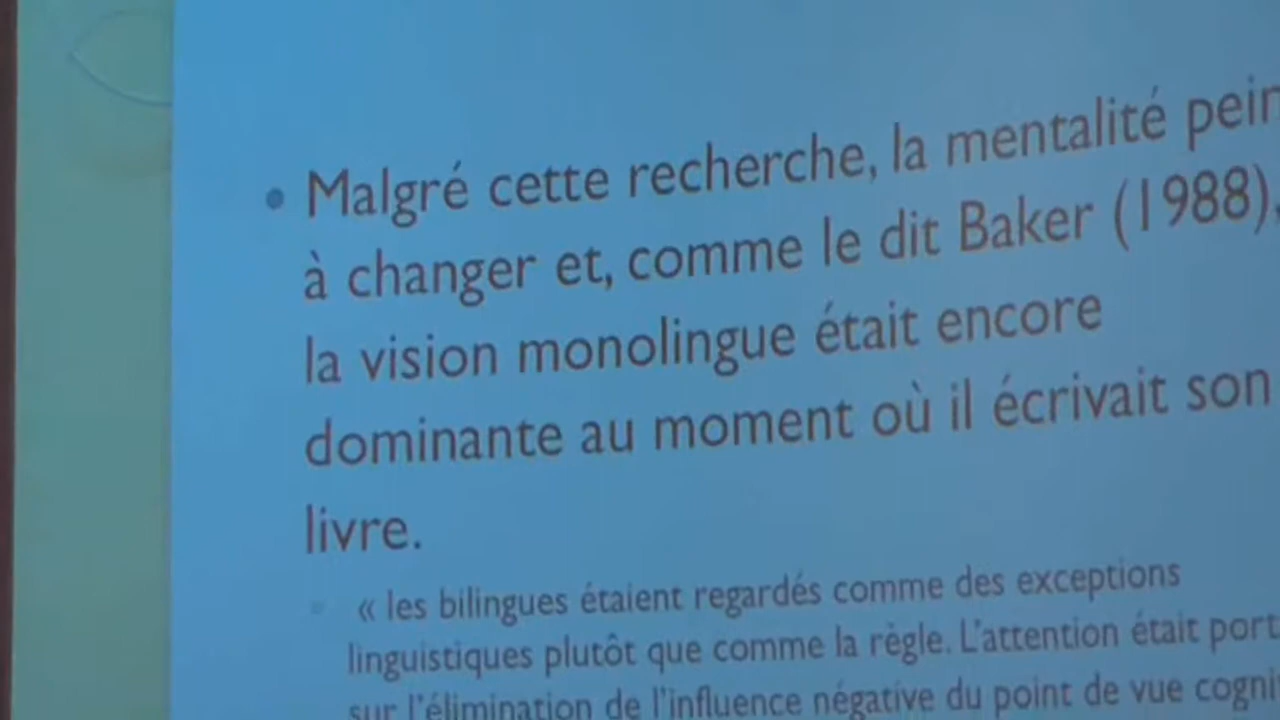 • Malgré cette recherche, la mentalité
à changer et, comme le dit Baker (1988),
la vision monolingue était encore
dominante au moment où il écrivait son
livre.
« les bilingues étaient regardés comme des exceptions
linguistiques plutôt que comme la règle. L'attention était
sur l'élimination de l'influence négative du point de vue